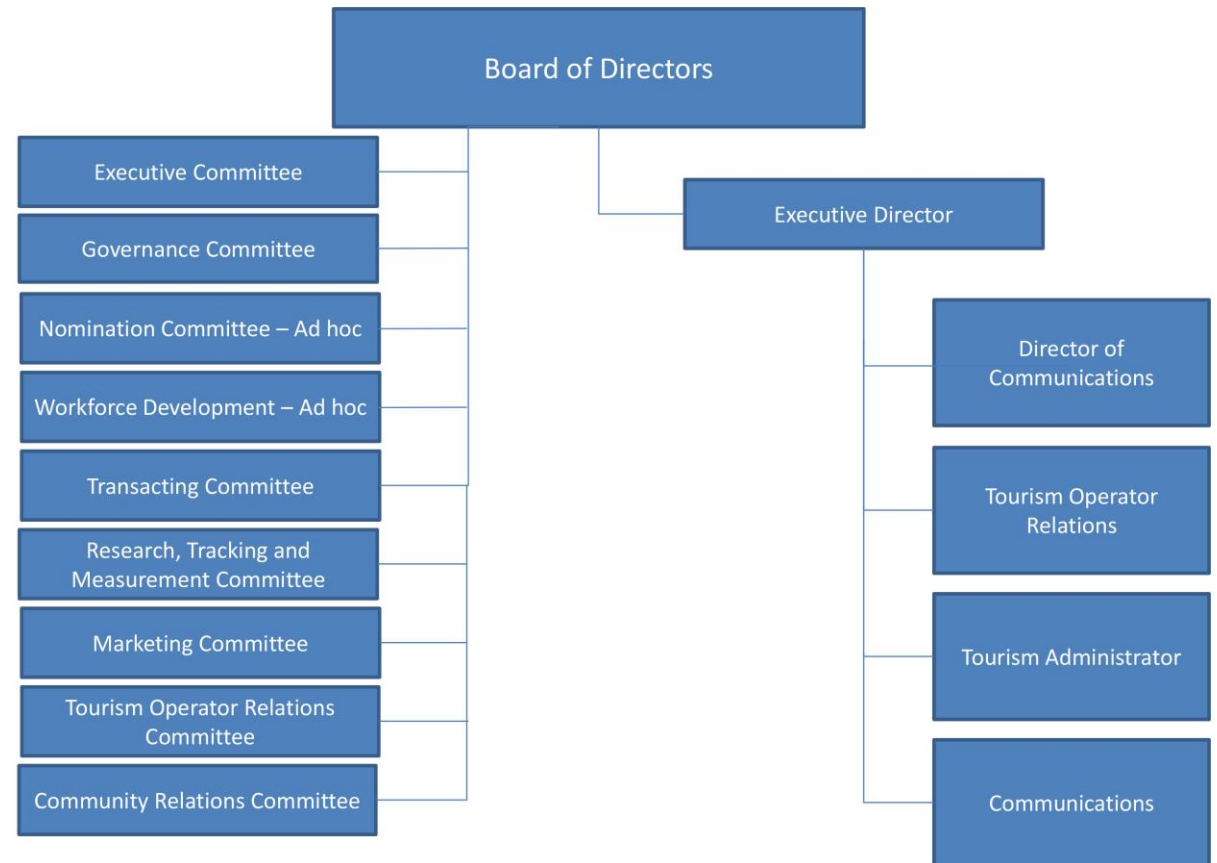 Board of Directors
Executive Committee
Governance Committee
Nomination Committee – Ad hoc
Workforce Development – Ad hoc
Transacting Committee
Research, Tracking and
Measurement Committee
Marketing Committee
Tourism Operator Relations
Committee
Community Relations Committee
Executive Director
Director of
Communications
Tourism Operator
Relations
Tourism Administrator
Communications